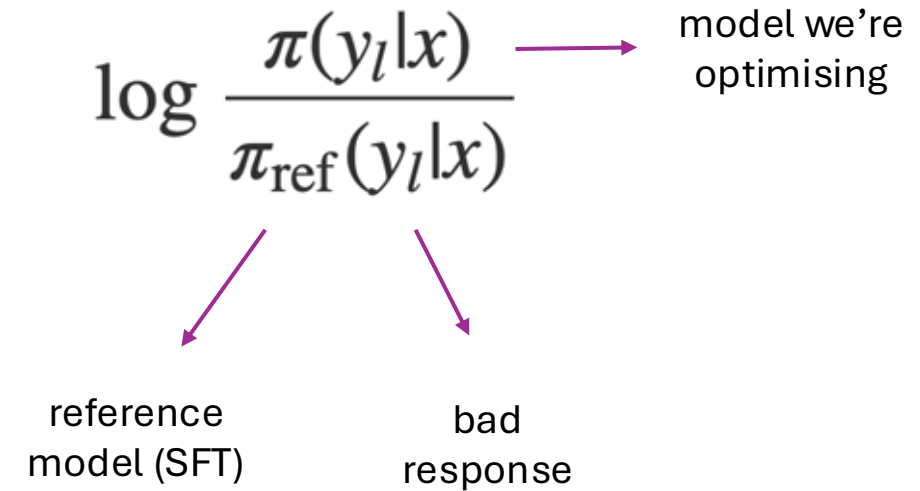 log π(y_l|x) / π_ref(y_l|x)
model we’re
optimising
reference
model (SFT)
bad
response